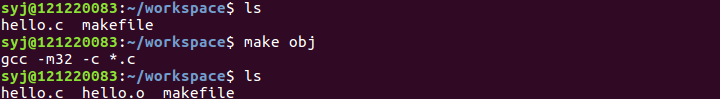 syj@121220083:~/workspace$ ls
hello.c  makefile
syj@121220083:~/workspace$ make obj
gcc -m32 -c *.c
syj@121220083:~/workspace$ ls
hello.c  hello.o  makefile